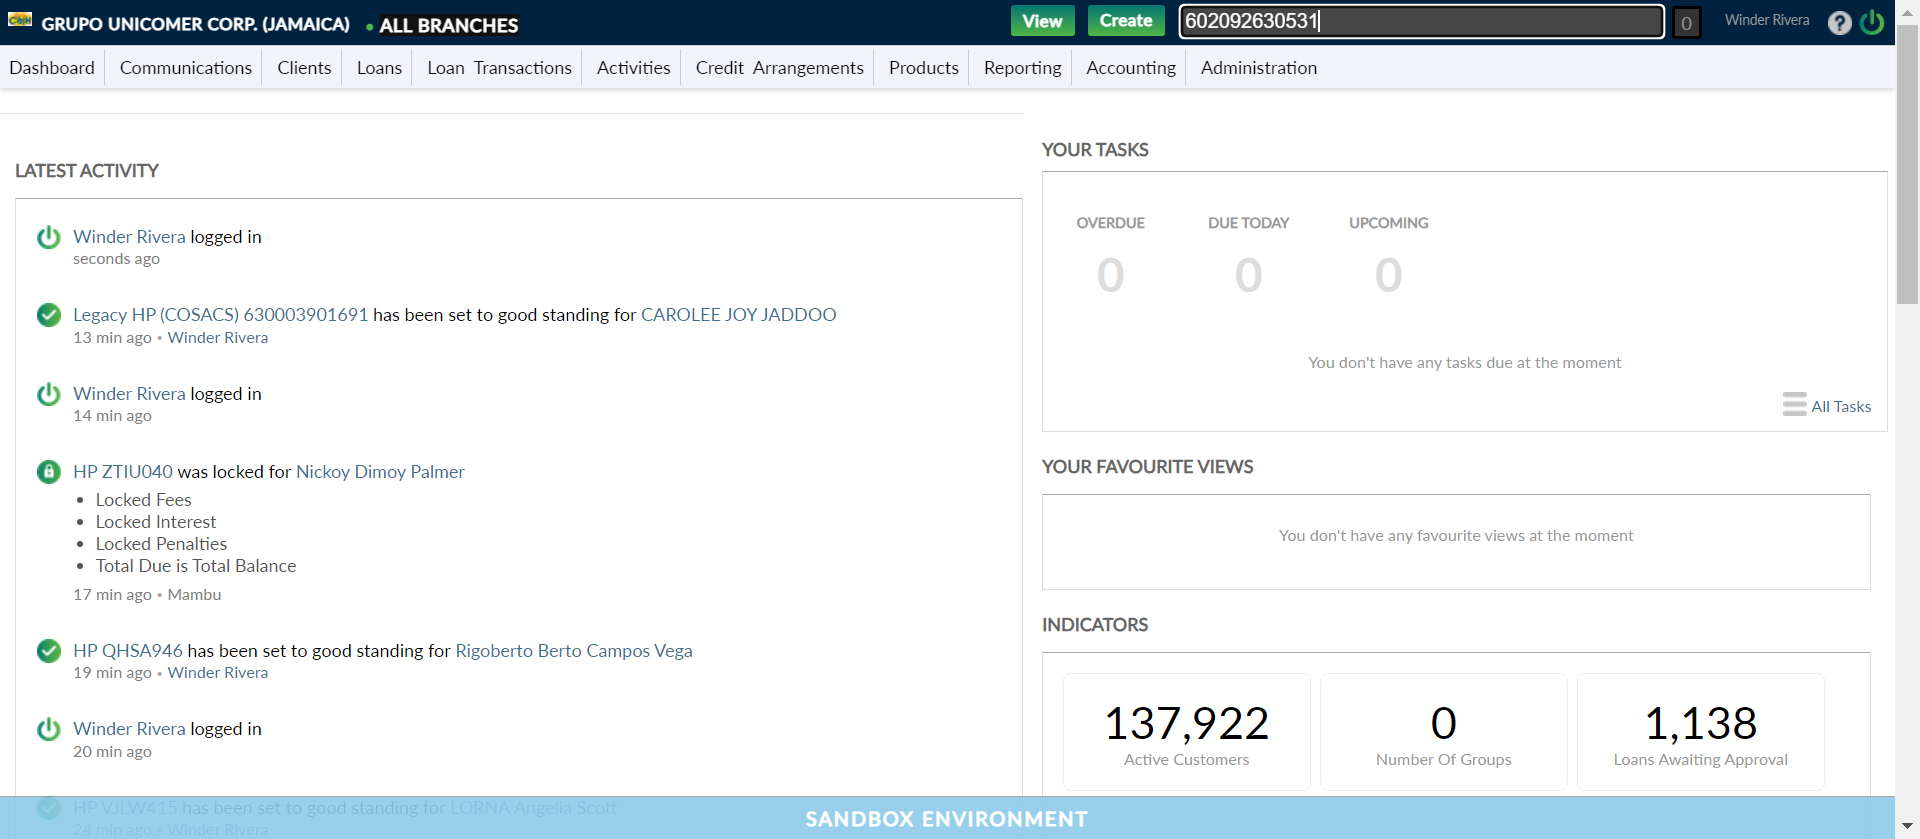 GRUPO UNICOMER CORP. (JAMAICA) • ALL BRANCHES View Create 602092630531 0 Winder Rivera ?
Dashboard Communications Clients Loans Loan Transactions Activities Credit Arrangements Products Reporting Accounting Administration
LATEST ACTIVITY
Winder Rivera logged in
seconds ago
Legacy HP (COSACS) 630003901691 has been set to good standing for CAROLEE JOY JADDOO
13 min ago • Winder Rivera
Winder Rivera logged in
14 min ago
HP ZTIU040 was locked for Nickoy Dimoy Palmer
• Locked Fees
• Locked Interest
• Locked Penalties
• Total Due is Total Balance
17 min ago • Mambu
HP QHSA946 has been set to good standing for Rigoberto Berto Campos Vega
19 min ago • Winder Rivera
Winder Rivera logged in
20 min ago
HP VJLW415 has been set to good standing for LORNA Angella Scott
24 min ago • Winder Rivera
YOUR TASKS
OVERDUE DUE TODAY UPCOMING
0 0 0
You don't have any tasks due at the moment
All Tasks
YOUR FAVOURITE VIEWS
You don't have any favourite views at the moment
INDICATORS
137,922 0 1,138
Active Customers Number Of Groups Loans Awaiting Approval
SANDBOX ENVIRONMENT